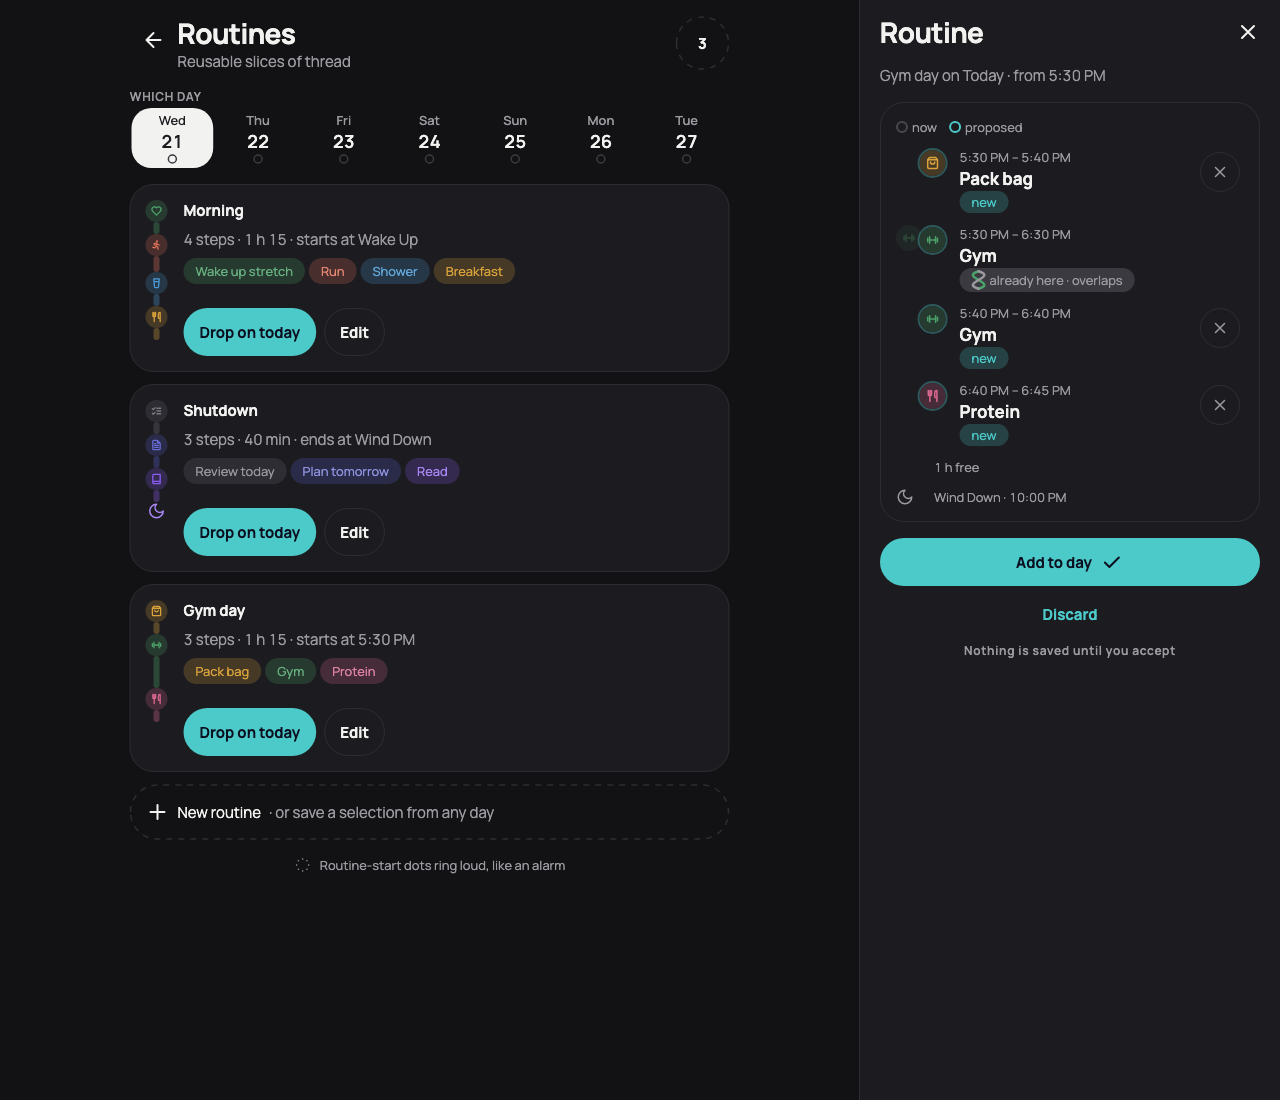 Routines
Reusable slices of thread
3
WHICH DAY
Wed Thu Fri Sat Sun Mon Tue
21 22 23 24 25 26 27
Morning
4 steps · 1 h 15 · starts at Wake Up
Wake up stretch Run Shower Breakfast
Drop on today Edit
Shutdown
3 steps · 40 min · ends at Wind Down
Review today Plan tomorrow Read
Drop on today Edit
Gym day
3 steps · 1 h 15 · starts at 5:30 PM
Pack bag Gym Protein
Drop on today Edit
New routine · or save a selection from any day
Routine-start dots ring loud, like an alarm
Routine
Gym day on Today · from 5:30 PM
now proposed
5:30 PM – 5:40 PM
Pack bag
new
5:30 PM – 6:30 PM
Gym
already here · overlaps
5:40 PM – 6:40 PM
Gym
new
6:40 PM – 6:45 PM
Protein
new
1 h free
Wind Down · 10:00 PM
Add to day
Discard
Nothing is saved until you accept